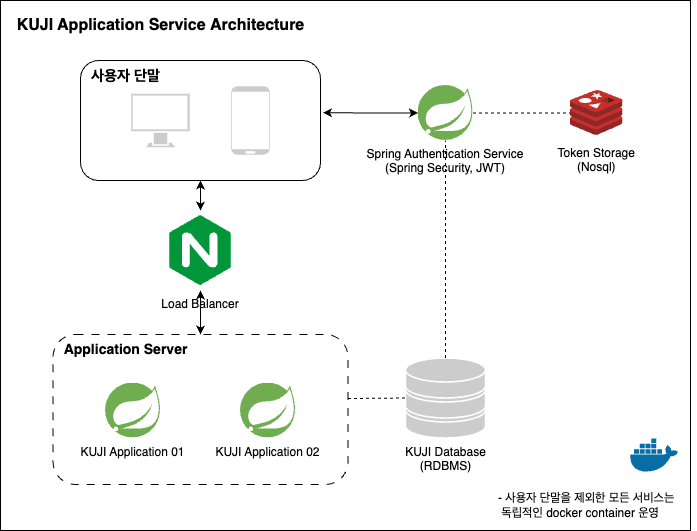 KUJI Application Service Architecture
사용자 단말
Spring Authentication Service
(Spring Security, JWT)
Token Storage
(Nosql)
N
Load Balancer
Application Server
KUJI Application 01
KUJI Application 02
KUJI Database
(RDBMS)
- 사용자 단말을 제외한 모든 서비스는
독립적인 docker container 운영